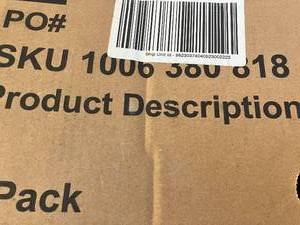 PO#
SKU 1006 380 818
Product Description
Pack